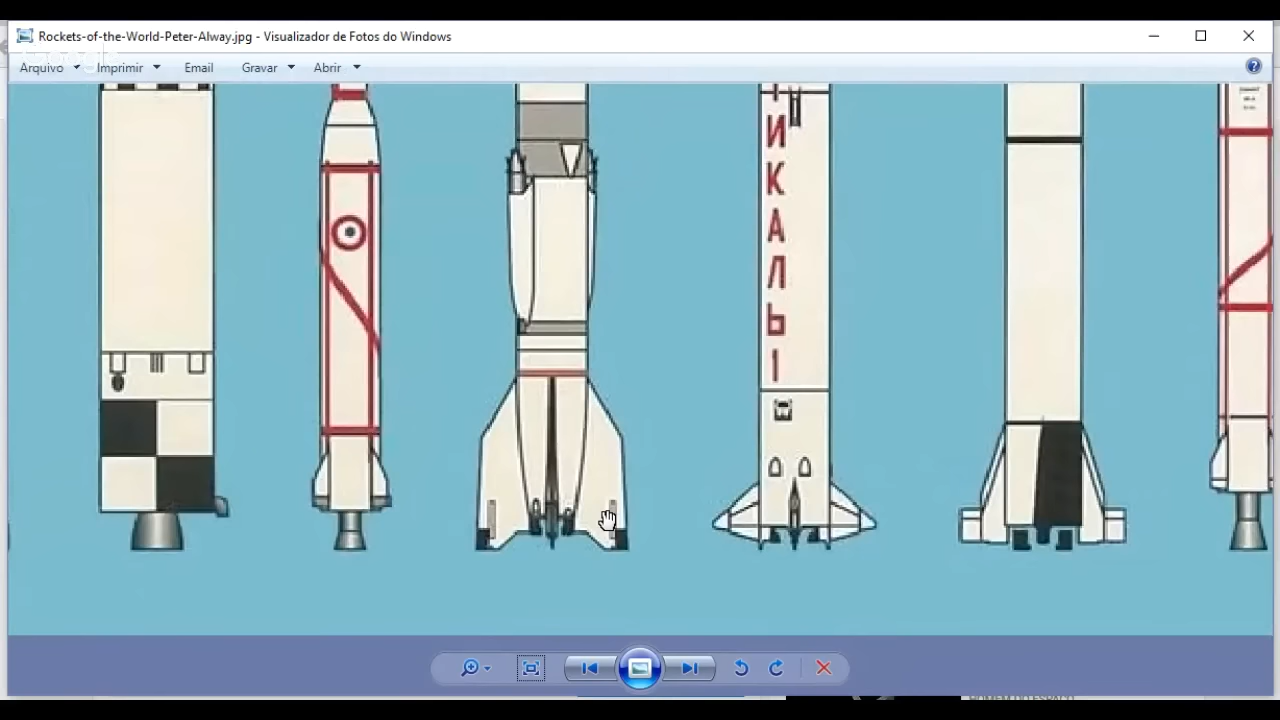 Rockets-of-the-World-Peter-Alway.jpg - Visualizador de Fotos do Windows
Arquivo Imprimir Email Gravar Abrir
И
К
А
Л
Ы